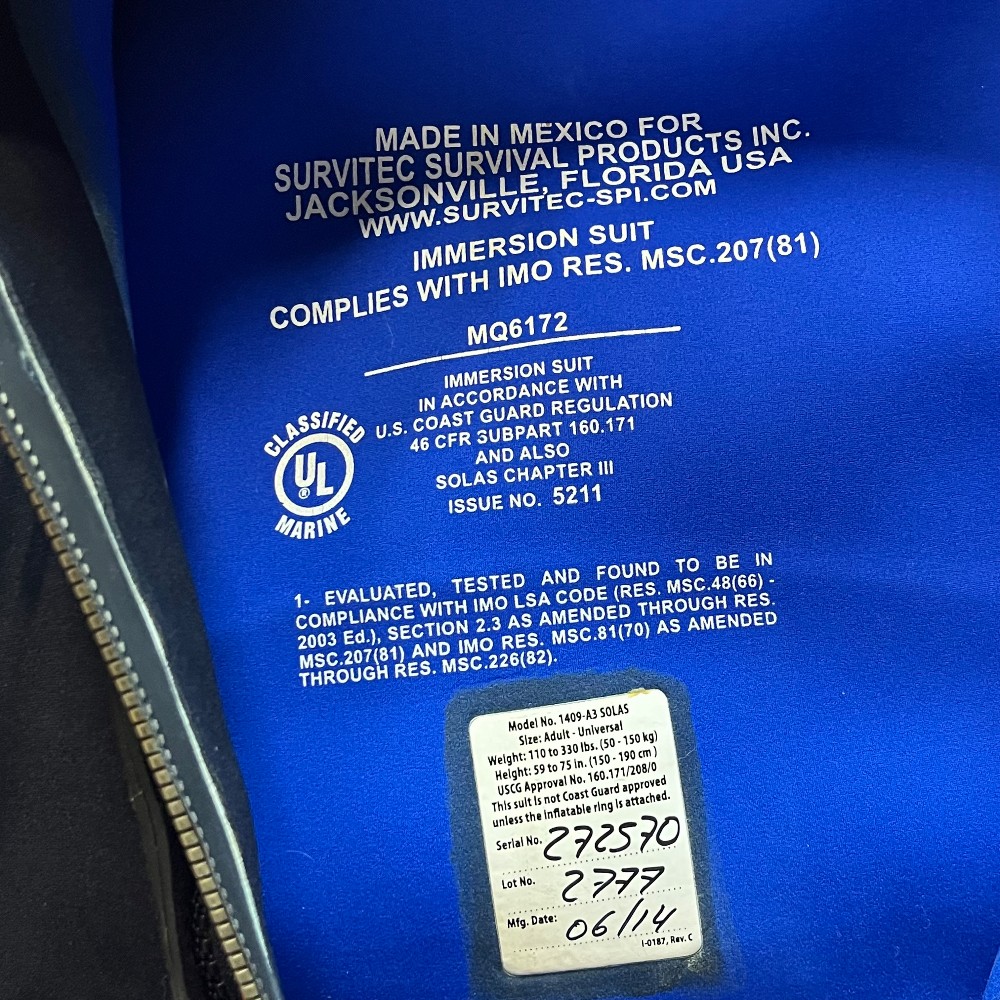 MADE IN MEXICO FOR
SURVITEC SURVIVAL PRODUCTS INC.
JACKSONVILLE, FLORIDA USA
WWW.SURVITEC-SPI.COM
IMMERSION SUIT
COMPLIES WITH IMO RES. MSC.207(81)
MQ6172
IMMERSION SUIT
IN ACCORDANCE WITH
U.S. COAST GUARD REGULATION
46 CFR SUBPART 160.171
AND ALSO
SOLAS CHAPTER III
ISSUE NO. 5211
CLASSIFIED
UL
®
MARINE
1- EVALUATED, TESTED AND FOUND TO BE IN
COMPLIANCE WITH IMO LSA CODE (RES. MSC.48(66) -
2003 Ed.), SECTION 2.3 AS AMENDED THROUGH RES.
MSC.207(81) AND IMO RES. MSC.81(70) AS AMENDED
THROUGH RES. MSC.226(82).
Model No. 1409-A3 SOLAS
Size: Adult - Universal
Weight: 110 to 330 lbs. (50 - 150 kg)
Height: 59 to 75 in. (150 - 190 cm )
USCG Approval No. 160.171/208/0
This suit is not Coast Guard approved
unless the inflatable ring is attached.
Serial No. 272570
Lot No. 2777
Mfg. Date: 06/14
I-0187, Rev. C